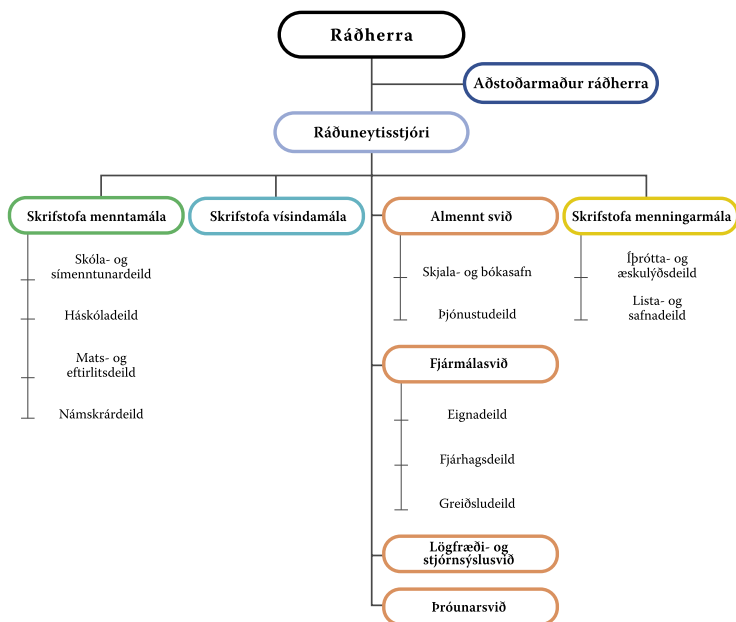 Ráðherra
Aðstoðarmaður ráðherra
Ráðuneytisstjóri
Skrifstofa menntamála
Skóla- og
símenntunardeild
Háskóladeild
Mats- og
eftirlitsdeild
Námskrárdeild
Skrifstofa vísindamála
Almennt svið
Skjala- og bókasafn
Þjónustudeild
Fjármálasvið
Eignadeild
Fjárhagsdeild
Greiðsludeild
Lögfræði- og
stjórnsýslusvið
Þróunarsvið
Skrifstofa menningarmála
Íþrótta- og
æskulýðsdeild
Lista- og
safnadeild